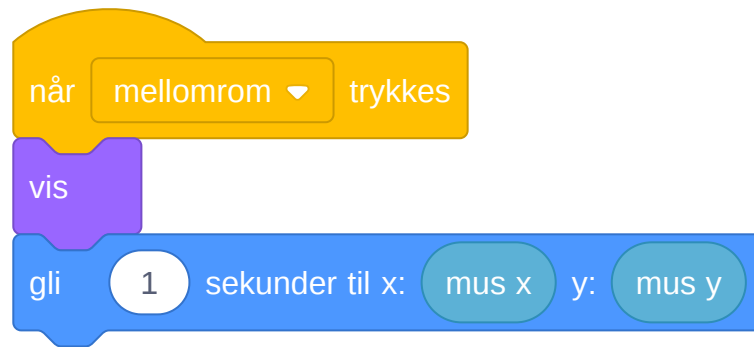 når mellomrom trykkes
vis
gli 1 sekunder til x: mus x y: mus y